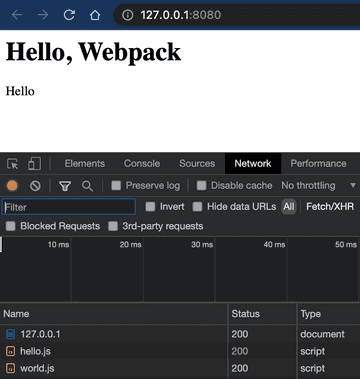 127.0.0.1:8080
Hello, Webpack
Hello
Elements Console Sources Network Performance
Preserve log Disable cache No throttling
Filter Invert Hide data URLs All Fetch/XHR
Blocked Requests 3rd-party requests
10 ms 20 ms 30 ms 40 ms 50 ms
Name Status Type
127.0.0.1 200 document
hello.js 200 script
world.js 200 script